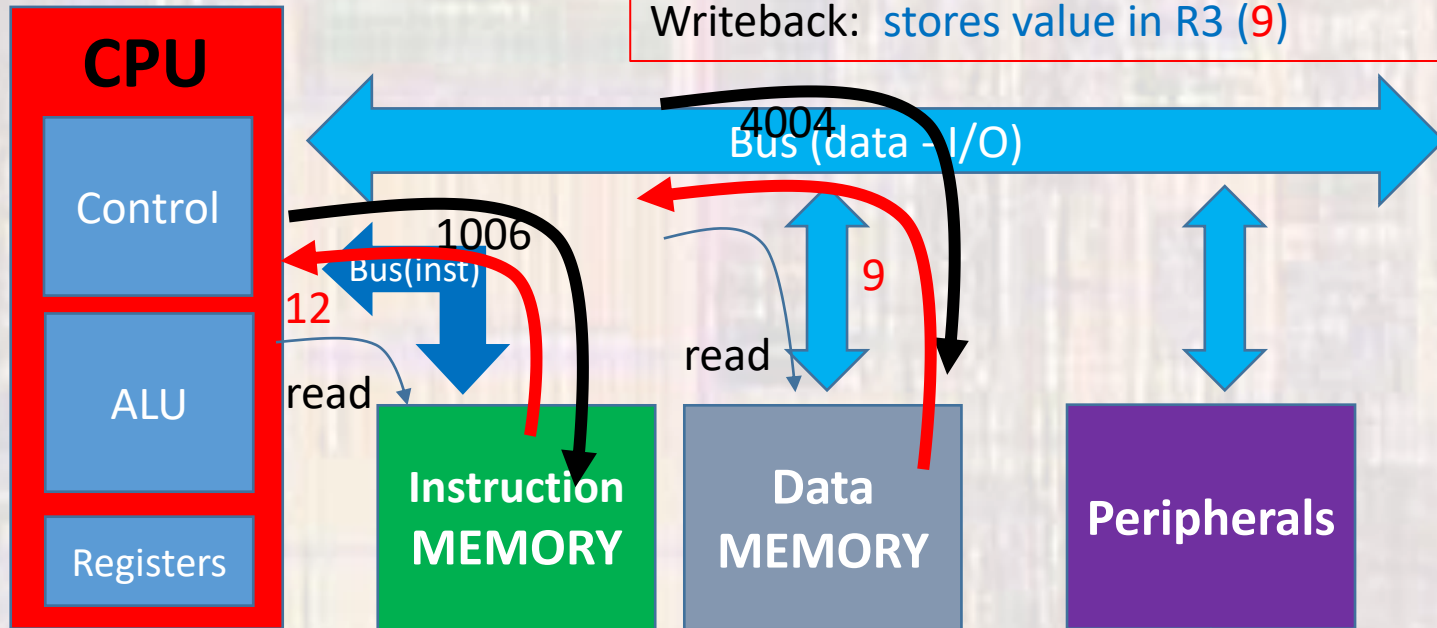 Writeback: stores value in R3 (9)
CPU
4004
Bus (data - I/O)
Control
1006
Bus(inst)
9
12
read
read
ALU
Instruction
MEMORY
Data
MEMORY
Peripherals
Registers